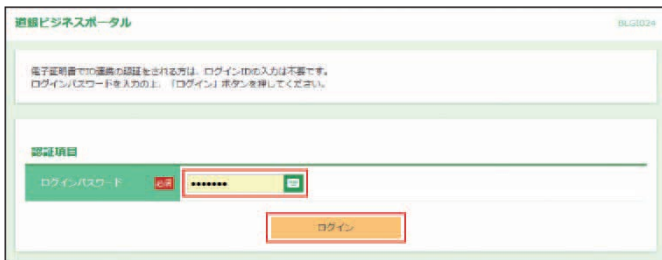 道銀ビジネスポータル
BLGI024
電子証明書でID連携の認証をされる方は、ログインIDの入力は不要です。
ログインパスワードを入力の上、「ログイン」ボタンを押してください。
認証項目
ログインパスワード 必須 •••••••
ログイン